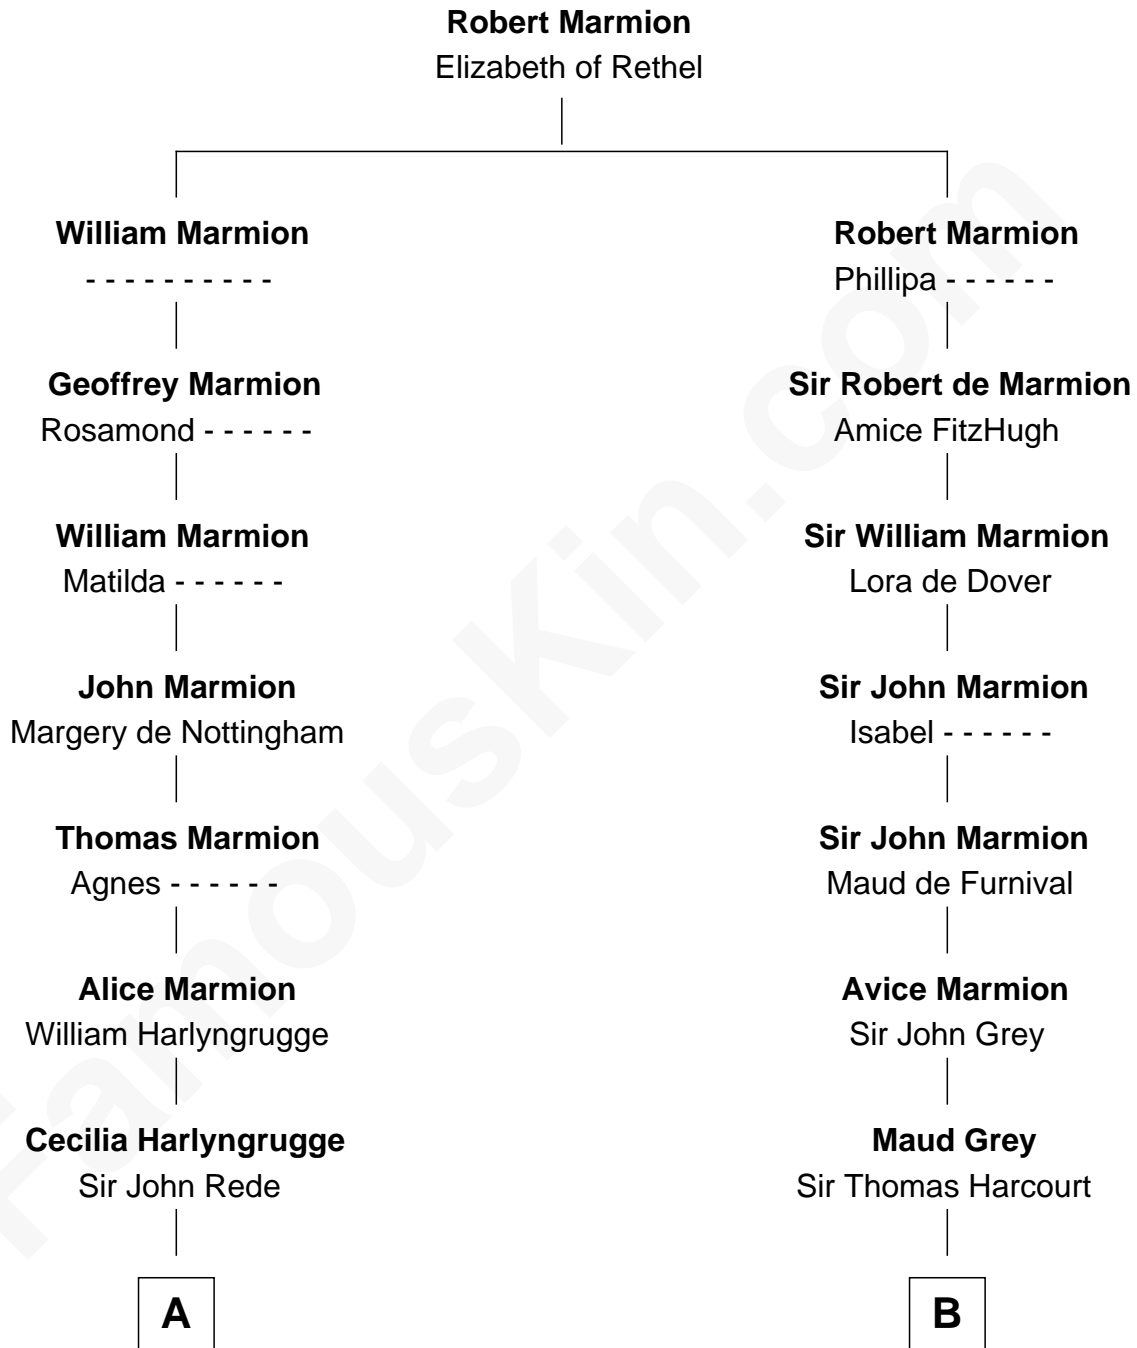 Robert Marmion
Elizabeth of Rethel
William Marmion
- - - - - - - - - -
Robert Marmion
Phillipa - - - - - -
Geoffrey Marmion
Rosamond - - - - - -
Sir Robert de Marmion
Amice FitzHugh
William Marmion
Matilda - - - - - -
Sir William Marmion
Lora de Dover
John Marmion
Margery de Nottingham
Sir John Marmion
Isabel - - - - - -
Thomas Marmion
Agnes - - - - - -
Sir John Marmion
Maud de Furnival
Alice Marmion
William Harlyngrugge
Avice Marmion
Sir John Grey
Cecilia Harlyngrugge
Sir John Rede
Maud Grey
Sir Thomas Harcourt
A
B
FamousKin.com